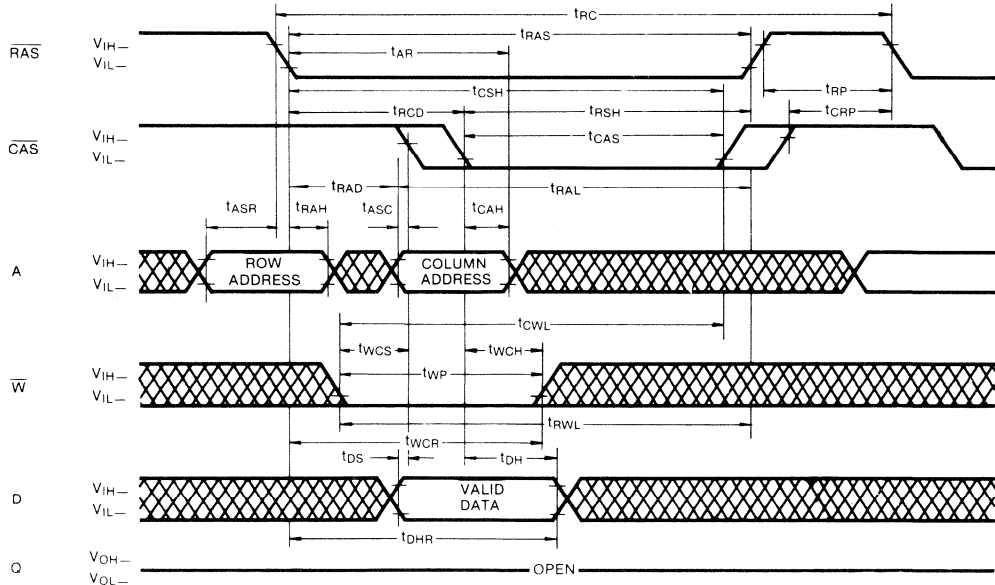 tRC
RAS
VIH
tRAS
tAR
VIL
tCSH
tRP
tRCD
tRSH
tCRP
CAS
VIH
tCAS
VIL
tRAD
tRAL
tASR
tRAH
tASC
tCAH
A
VIH
ROW
ADDRESS
COLUMN
ADDRESS
VIL
tCWL
tWCS
tWCH
W
VIH
tWP
VIL
tRWL
tWCR
tDS
tDH
D
VIH
VALID
DATA
VIL
tDHR
Q
VOH
OPEN
VOL